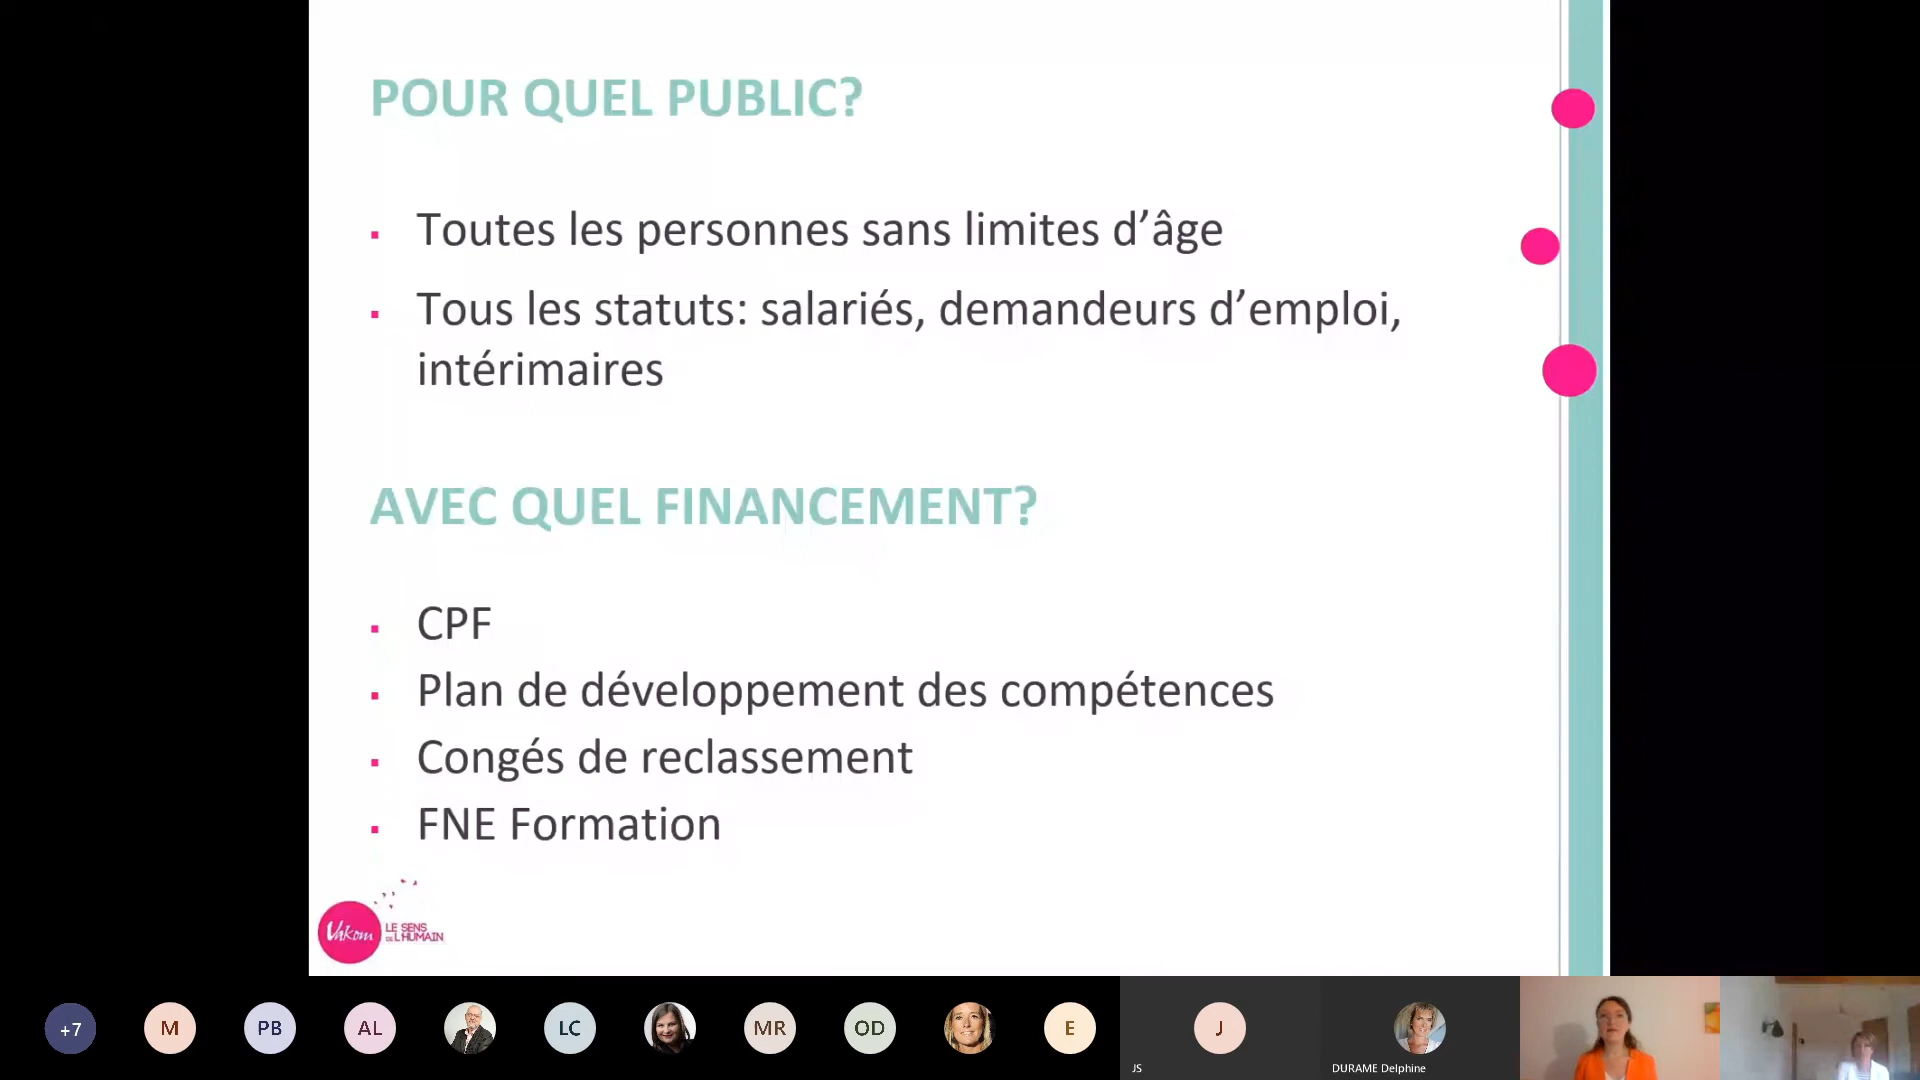 POUR QUEL PUBLIC?
Toutes les personnes sans limites d’âge
Tous les statuts: salariés, demandeurs d’emploi,
intérimaires
AVEC QUEL FINANCEMENT?
CPF
Plan de développement des compétences
Congés de reclassement
FNE Formation
Vakom
LE SENS
DE L'HUMAIN
+7
M
PB
AL
LC
MR
OD
E
J
JS
DURAME Delphine